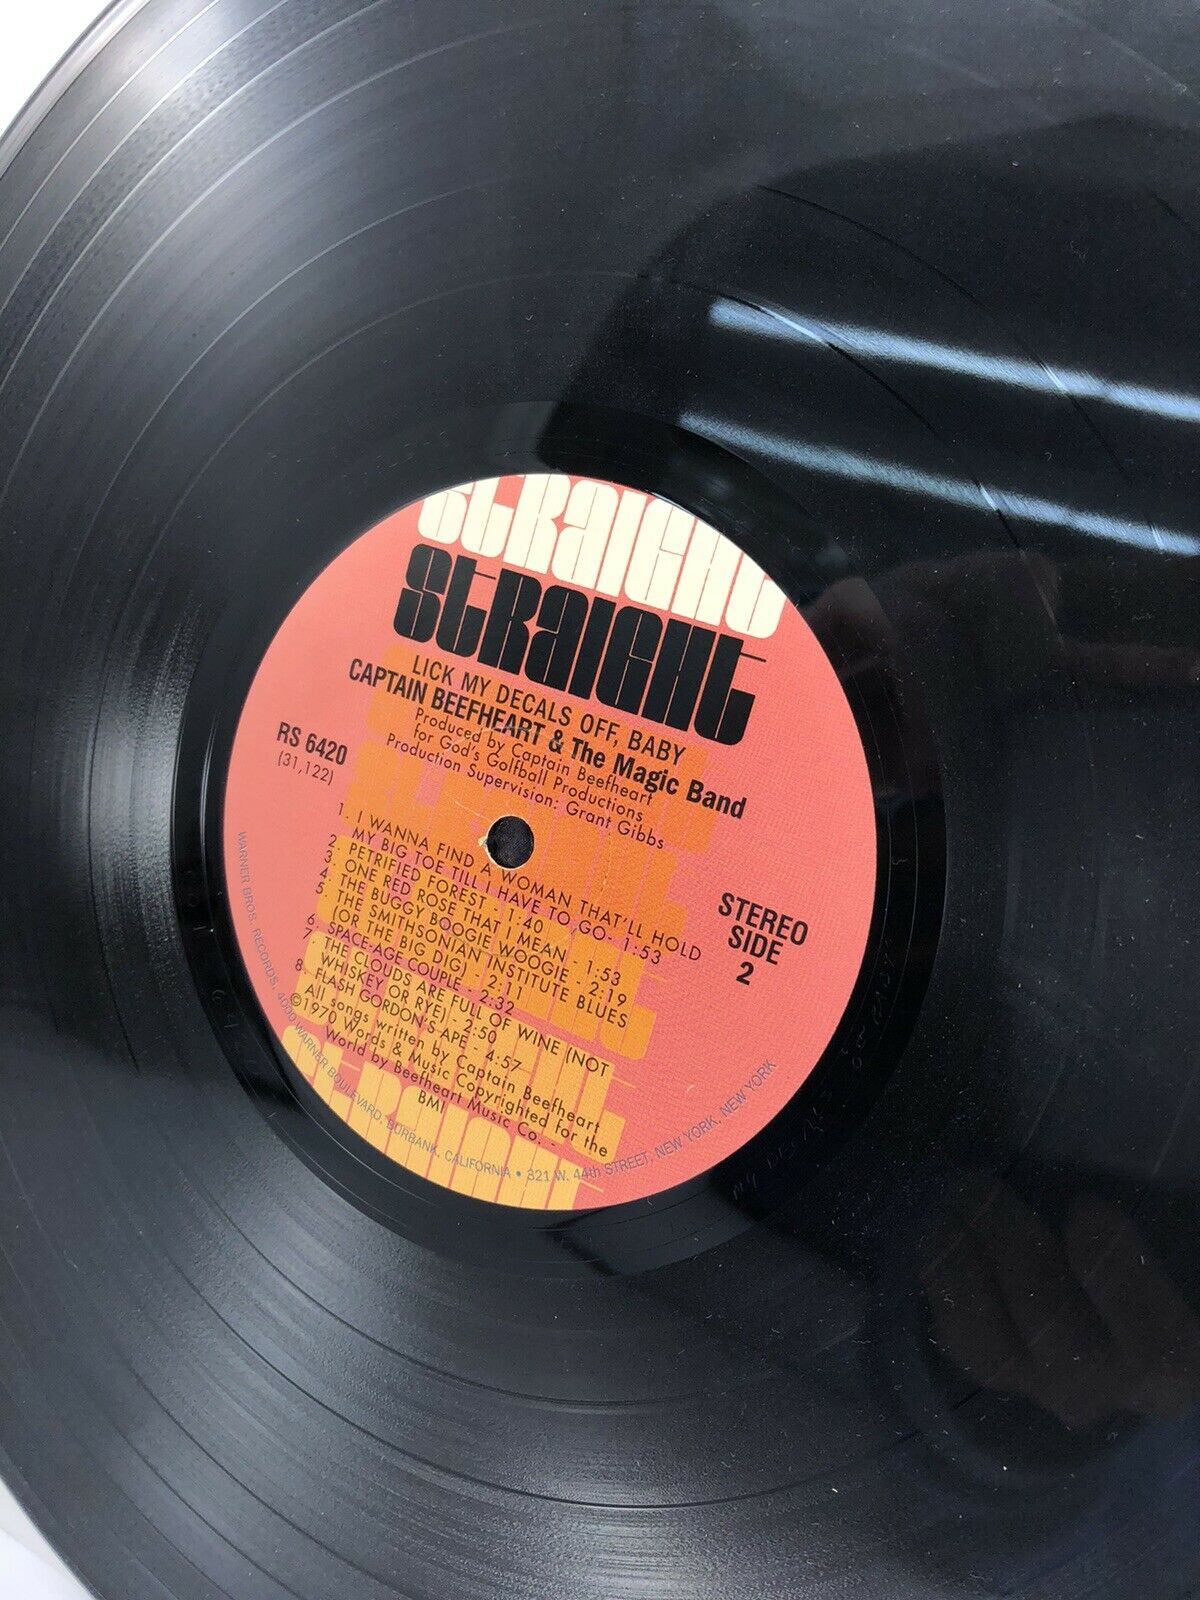 STRAIGHT
STRAIGHT
LICK MY DECALS OFF, BABY
CAPTAIN BEEFHEART & The Magic Band
Produced by Captain Beefheart
for God's Golfball Productions
Production Supervision: Grant Gibbs
RS 6420
(31,122)
STEREO
SIDE
2
1. I WANNA FIND A WOMAN THAT'LL HOLD
MY BIG TOE TILL I HAVE TO GO - 1:53
2. PETRIFIED FOREST - 1:40
3. ONE RED ROSE THAT I MEAN - 1:53
4. THE BUGGY BOOGIE WOOGIE - 2:19
5. THE SMITHSONIAN INSTITUTE BLUES
(OR THE BIG DIG) - 2:11
6. SPACE-AGE COUPLE - 2:32
7. THE CLOUDS ARE FULL OF WINE (NOT
WHISKEY OR RYE) - 2:50
8. FLASH GORDON'S APE - 4:57
All songs written by Captain Beefheart
©1970 Words & Music Copyrighted for the
World by Beefheart Music Co. -
BMI
WARNER BROS. RECORDS, 4000 WARNER BOULEVARD, BURBANK, CALIFORNIA • 321 W. 44th STREET, NEW YORK, NEW YORK